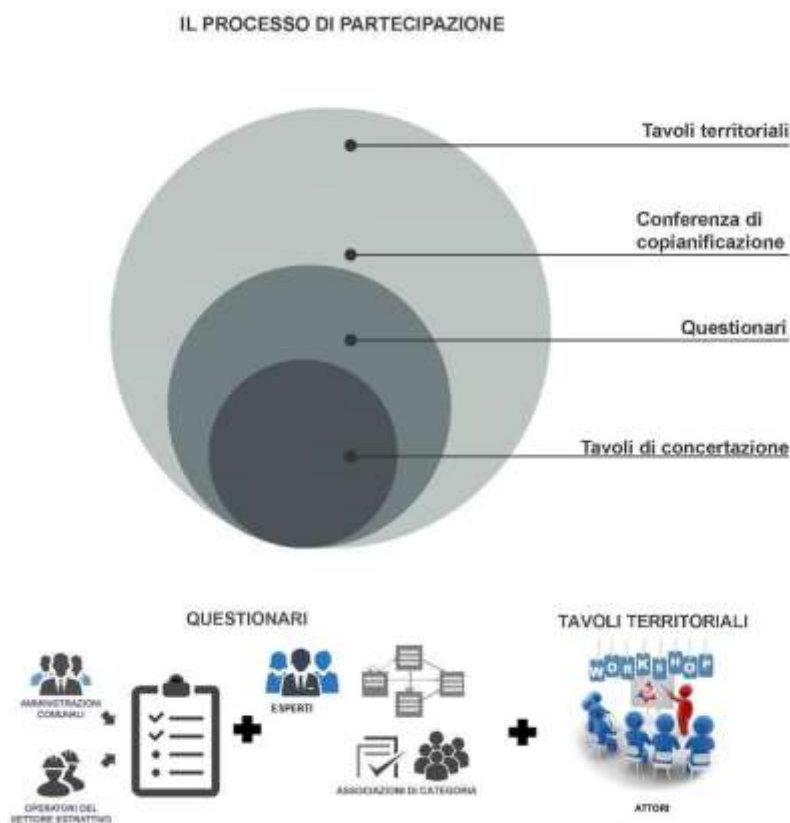 IL PROCESSO DI PARTECIPAZIONE
Tavoli territoriali
Conferenza di
copianificazione
Questionari
Tavoli di concertazione
QUESTIONARI
TAVOLI TERRITORIALI
WORKSHOP
AMMINISTRAZIONI
COMUNALI
ESPERTI
OPERATORI DEL
SETTORE ESTRATTIVO
ASSOCIAZIONI DI CATEGORIA
ATTORI